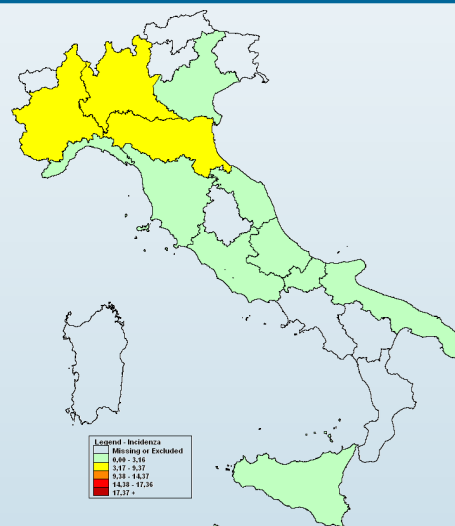 Legend - Incidenza
Missing or Excluded
0,00 - 3,16
3,17 - 9,37
9,38 - 14,37
14,38 - 17,36
17,37 +